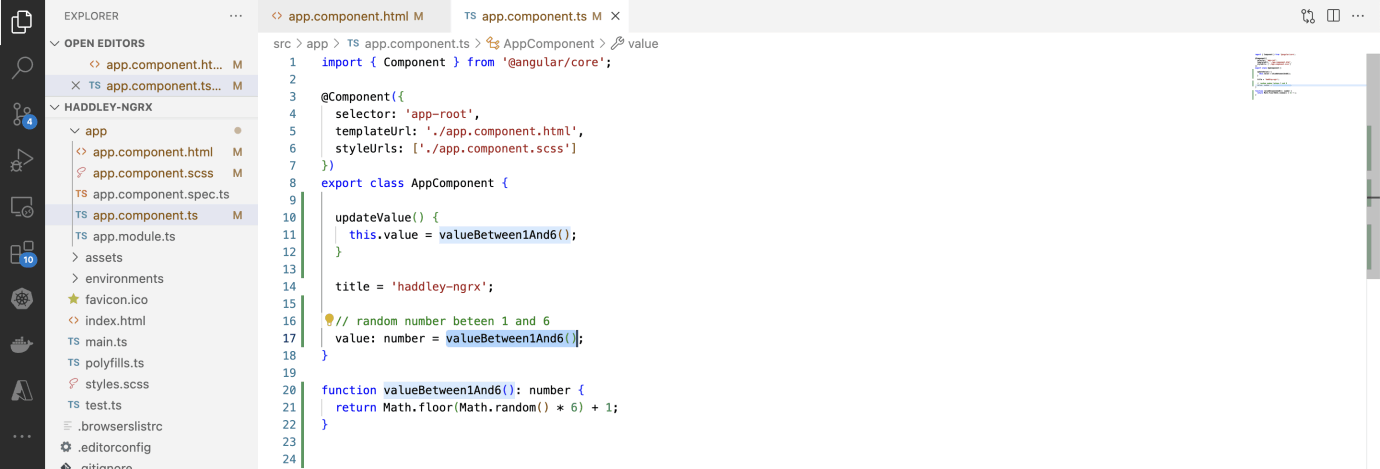 EXPLORER
OPEN EDITORS
app.component.ht... M
TS app.component.ts... M
HADDLEY-NGRX
app
app.component.html M
app.component.scss M
TS app.component.spec.ts
TS app.component.ts M
TS app.module.ts
assets
environments
favicon.ico
index.html
TS main.ts
TS polyfills.ts
styles.scss
TS test.ts
.browserslistrc
.editorconfig
.gitignore
4
10
app.component.html M
TS app.component.ts M
src > app > TS app.component.ts > AppComponent > value
1 import { Component } from '@angular/core';
2
3 @Component({
4 selector: 'app-root',
5 templateUrl: './app.component.html',
6 styleUrls: ['./app.component.scss']
7 })
8 export class AppComponent {
9
10 updateValue() {
11 this.value = valueBetween1And6();
12 }
13
14 title = 'haddley-ngrx';
15
16 // random number beteen 1 and 6
17 value: number = valueBetween1And6();
18 }
19
20 function valueBetween1And6(): number {
21 return Math.floor(Math.random() * 6) + 1;
22 }
23
24